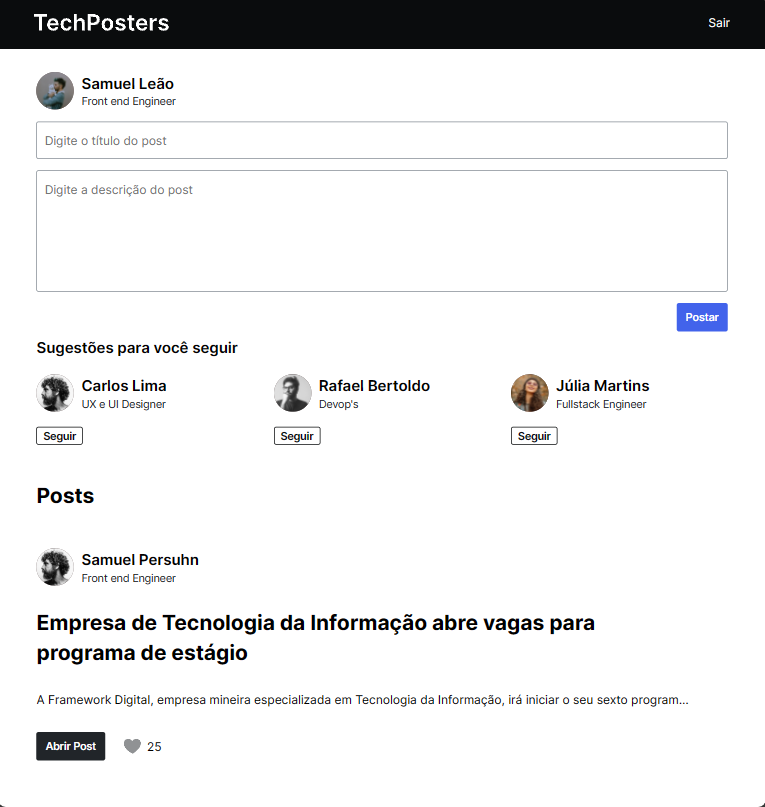 TechPosters
Sair
Samuel Leão
Front end Engineer
Digite o título do post
Digite a descrição do post
Postar
Sugestões para você seguir
Carlos Lima
UX e UI Designer
Seguir
Rafael Bertoldo
Devop's
Seguir
Júlia Martins
Fullstack Engineer
Seguir
Posts
Samuel Persuhn
Front end Engineer
Empresa de Tecnologia da Informação abre vagas para
programa de estágio
A Framework Digital, empresa mineira especializada em Tecnologia da Informação, irá iniciar o seu sexto program...
Abrir Post
25